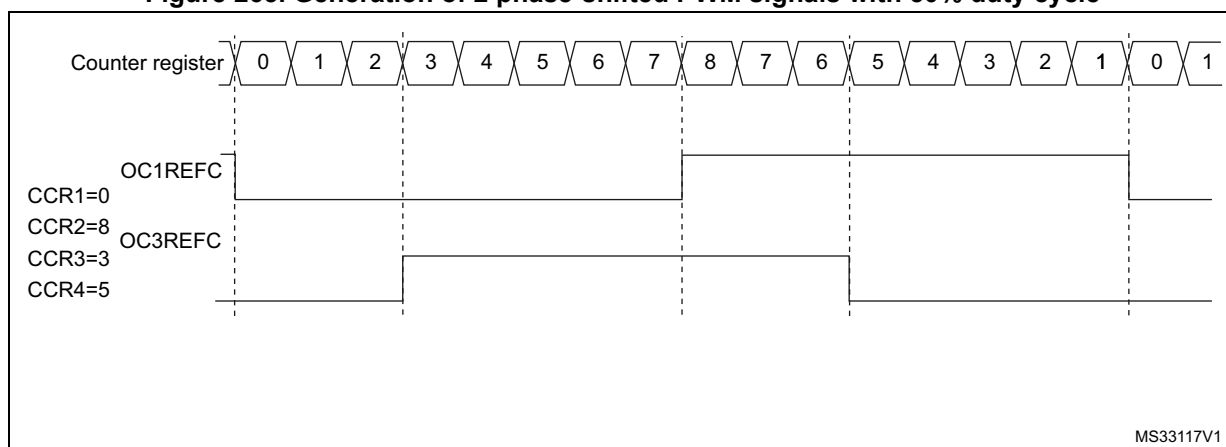 Figure 208. Generation of 2 phase-shifted PWM signals with 50% duty cycle
Counter register 0 1 2 3 4 5 6 7 8 7 6 5 4 3 2 1 0 1
OC1REFC
CCR1=0
CCR2=8
OC3REFC
CCR3=3
CCR4=5
MS33117V1